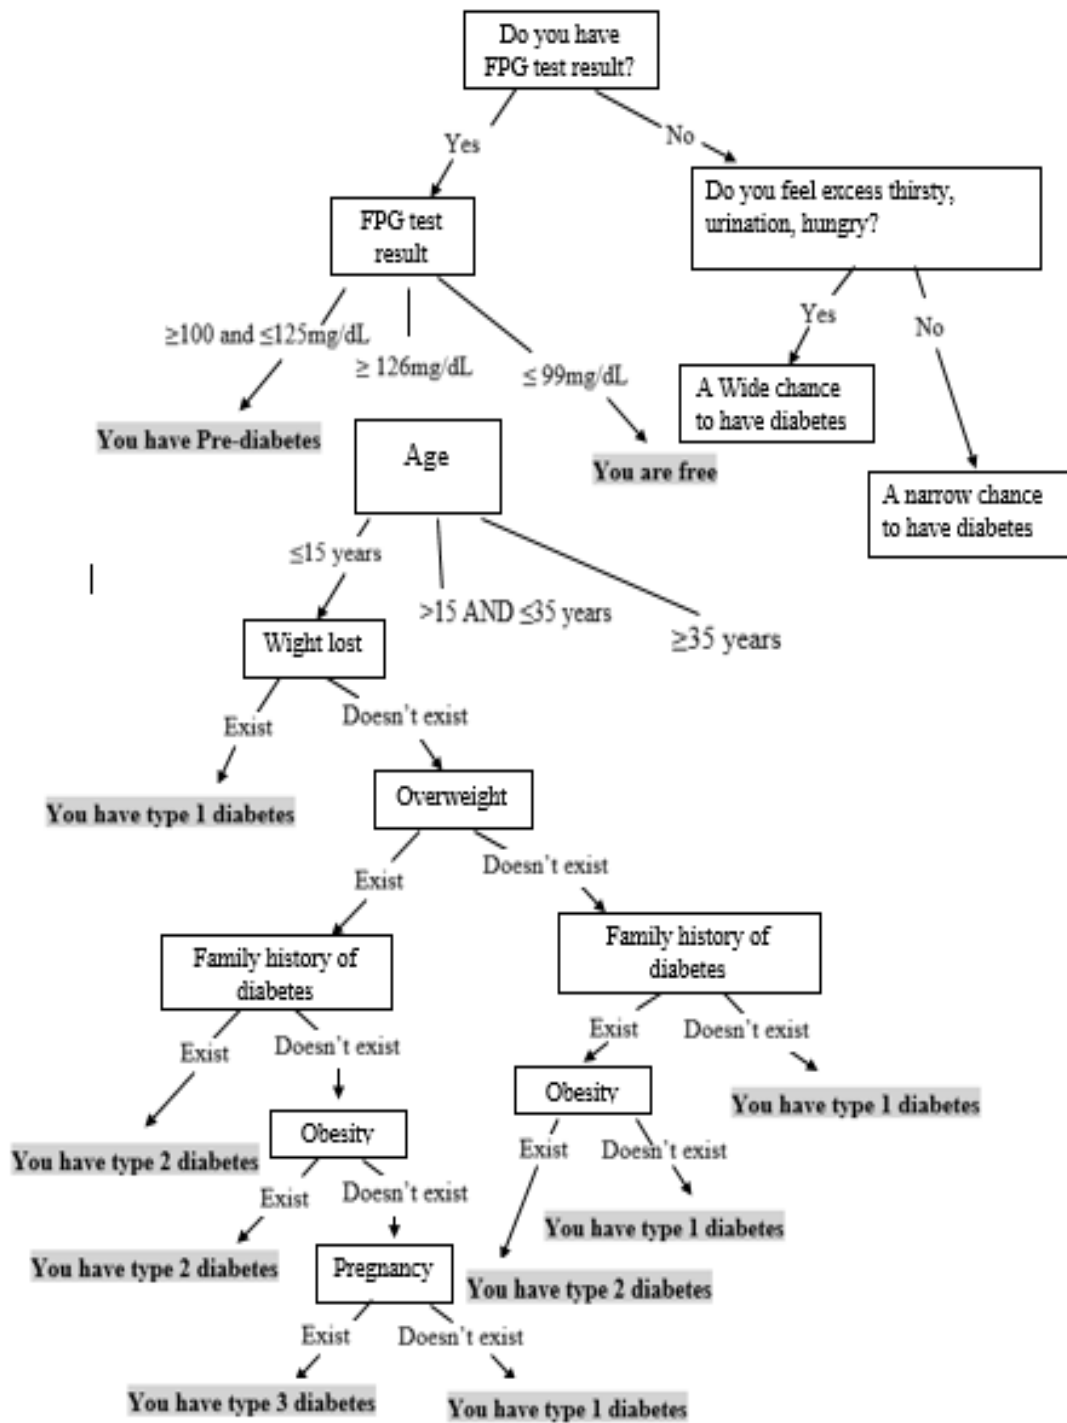 Do you have
FPG test result?
Yes
No
FPG test
result
Do you feel excess thirsty,
urination, hungry?
≥100 and ≤125mg/dL
≥ 126mg/dL
≤ 99mg/dL
Yes
No
You have Pre-diabetes
Age
You are free
A Wide chance
to have diabetes
A narrow chance
to have diabetes
≤15 years
>15 AND ≤35 years
≥35 years
Wight lost
Exist
Doesn't exist
You have type 1 diabetes
Overweight
Exist
Doesn't exist
Family history of
diabetes
Family history of
diabetes
Exist
Doesn't exist
Exist
Doesn't exist
You have type 2 diabetes
Obesity
Obesity
You have type 1 diabetes
Exist
Doesn't exist
Exist
Doesn't exist
You have type 2 diabetes
Pregnancy
You have type 2 diabetes
You have type 1 diabetes
Exist
Doesn't exist
You have type 3 diabetes
You have type 1 diabetes